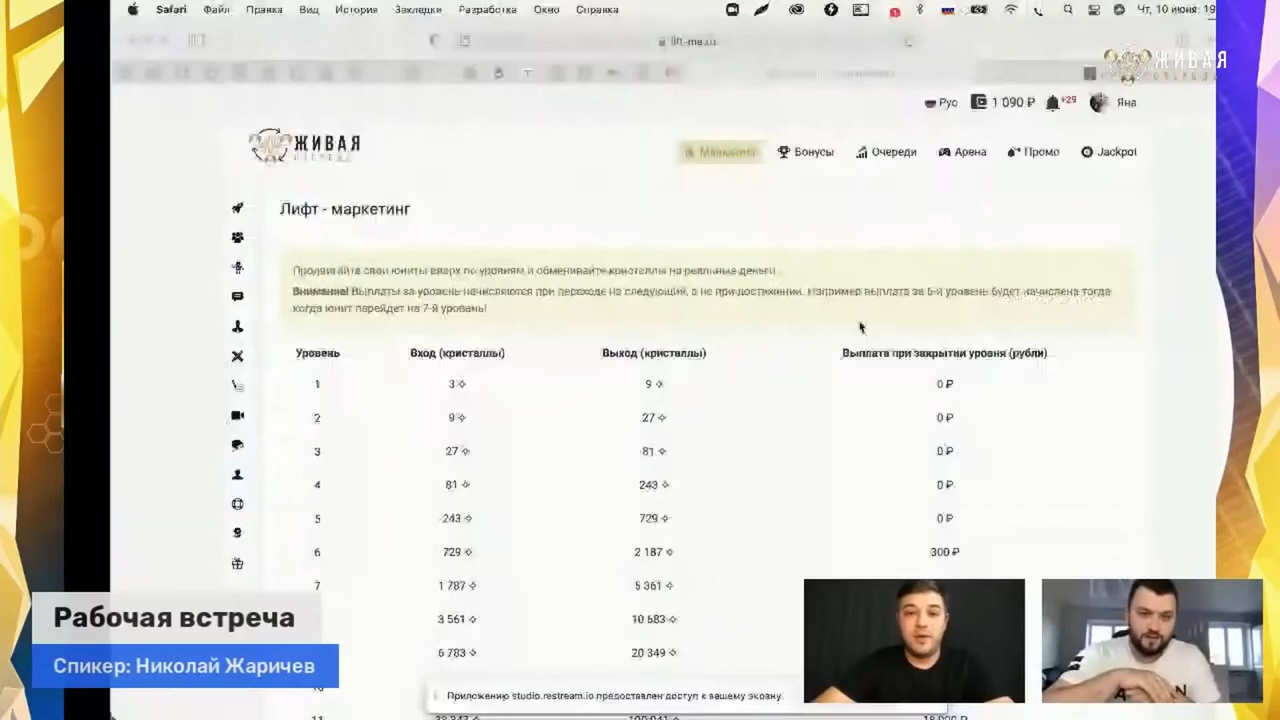 Safari Файл Правка Вид История Закладки Разработка Окно Справка Чт, 10 июня: 19
lift-me.ru
ЖИВАЯ
Рус 1 090 ₽ +29 Яна
ЖИВАЯ
Маркетинг Бонусы Очереди Арена Промо Jackpot
Лифт - маркетинг
Продвигайте свои юниты вверх по уровням и обменивайте кристаллы на реальные деньги.
Внимание! Выплаты за уровень начисляются при переходе на следующий, а не при достижении. Например выплата за 6-й уровень будет начислена тогда
когда юнит перейдет на 7-й уровень!
Уровень Вход (кристаллы) Выход (кристаллы) Выплата при закрытии уровня (рубли)
1 3 9 0 ₽
2 9 27 0 ₽
3 27 81 0 ₽
4 81 243 0 ₽
5 243 729 0 ₽
6 729 2 187 300 ₽
7 1 787 5 361
3 561 10 683
6 783 20 349
Рабочая встреча
Спикер: Николай Жаричев
Приложению studio.restream.io предоставлен доступ к вашему экрану.